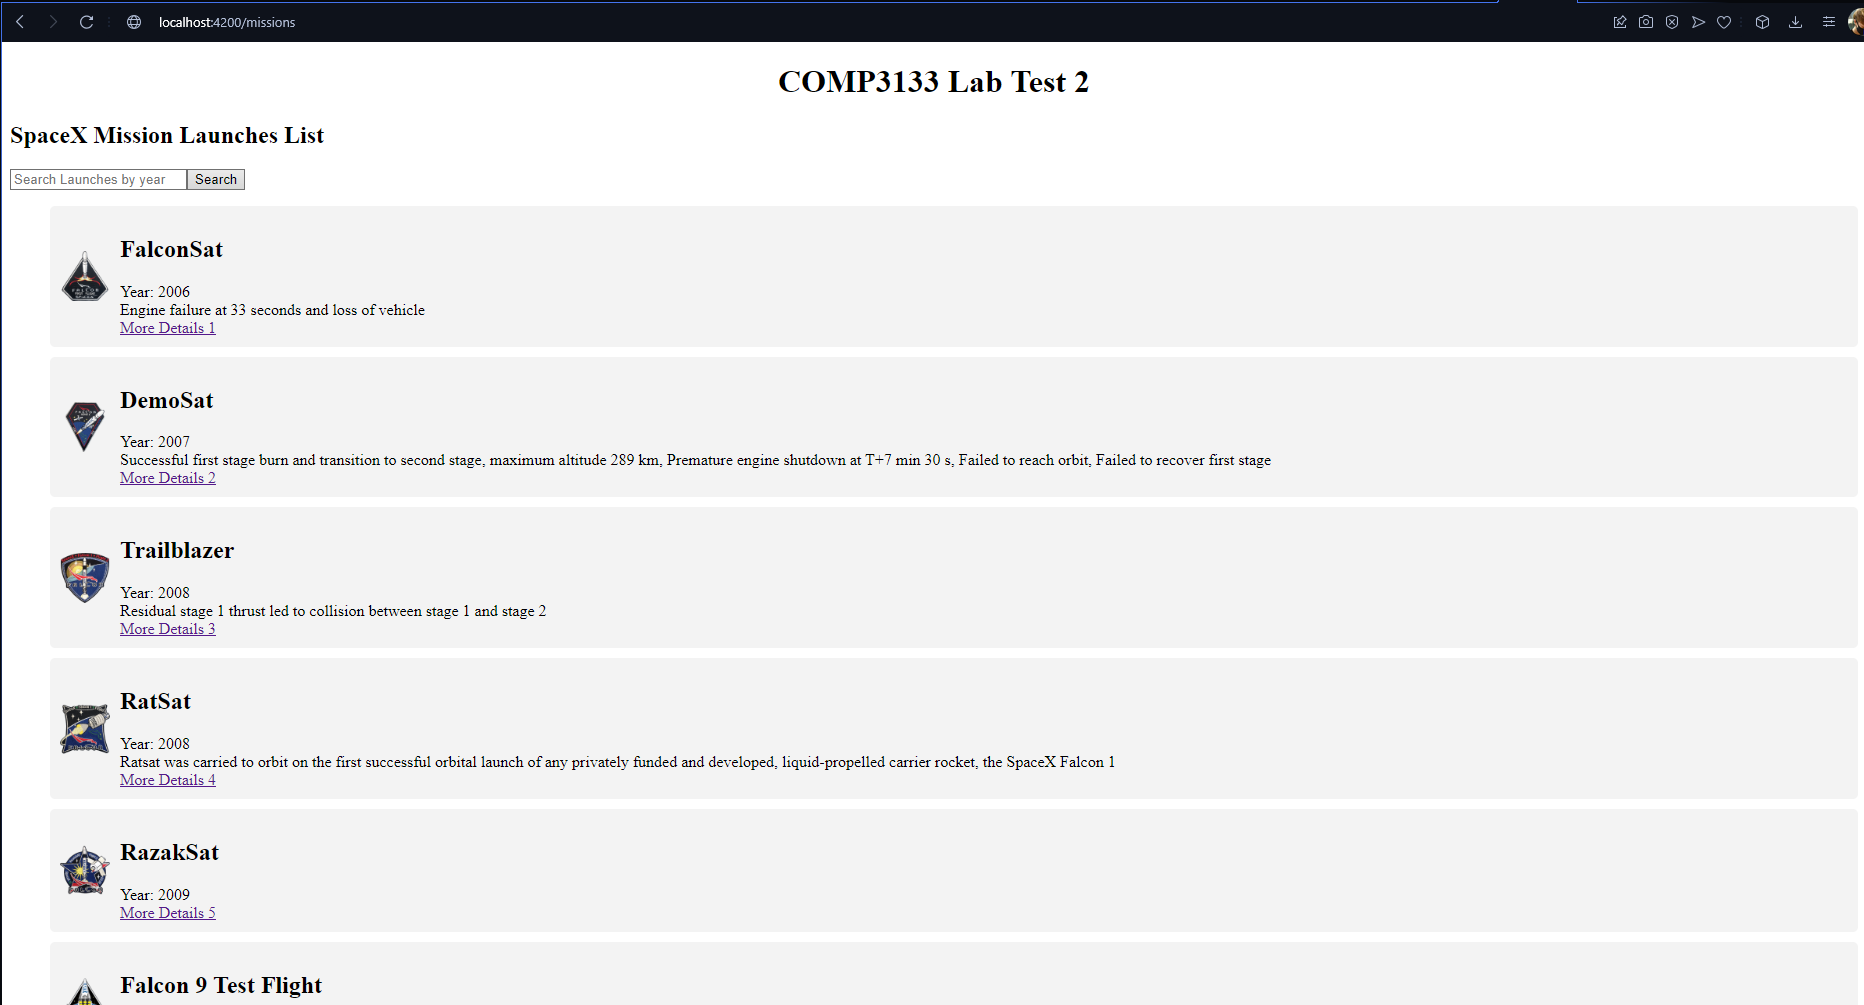 localhost:4200/missions
COMP3133 Lab Test 2
SpaceX Mission Launches List
Search Launches by year Search
FalconSat
Year: 2006
Engine failure at 33 seconds and loss of vehicle
More Details 1
DemoSat
Year: 2007
Successful first stage burn and transition to second stage, maximum altitude 289 km, Premature engine shutdown at T+7 min 30 s, Failed to reach orbit, Failed to recover first stage
More Details 2
Trailblazer
Year: 2008
Residual stage 1 thrust led to collision between stage 1 and stage 2
More Details 3
RatSat
Year: 2008
Ratsat was carried to orbit on the first successful orbital launch of any privately funded and developed, liquid-propelled carrier rocket, the SpaceX Falcon 1
More Details 4
RazakSat
Year: 2009
More Details 5
Falcon 9 Test Flight